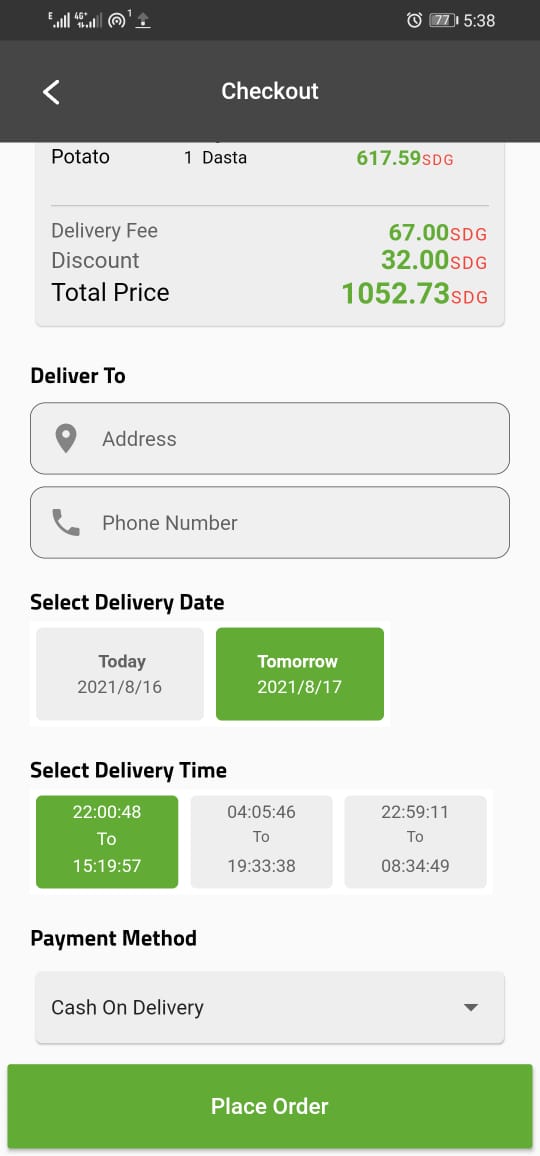 E 4G+ 1 77 5:38
Checkout
Potato 1 Dasta 617.59SDG
Delivery Fee 67.00SDG
Discount 32.00SDG
Total Price 1052.73SDG
Deliver To
Address
Phone Number
Select Delivery Date
Today Tomorrow
2021/8/16 2021/8/17
Select Delivery Time
22:00:48 04:05:46 22:59:11
To To To
15:19:57 19:33:38 08:34:49
Payment Method
Cash On Delivery
Place Order